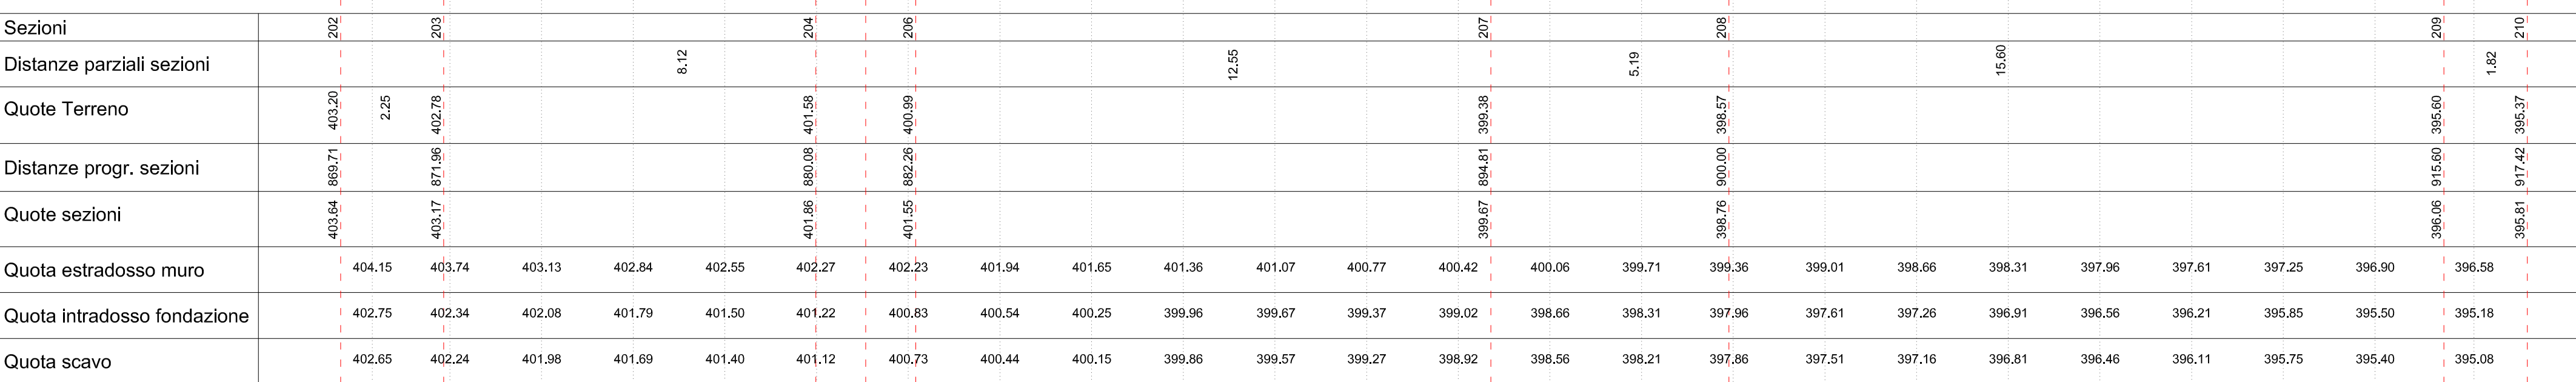 Sezioni 202 203 204 206 207 208 209 210
Distanze parziali sezioni 8.12 12.55 5.19 15.60 1.82
Quote Terreno 403.20 2.25 402.78 401.58 400.99 399.38 398.57 395.60 395.37
Distanze progr. sezioni 869.71 871.96 880.08 882.26 894.81 900.00 915.60 917.42
Quote sezioni 403.64 403.17 401.86 401.55 399.67 398.76 396.06 395.81
Quota estradosso muro 404.15 403.74 403.13 402.84 402.55 402.27 402.23 401.94 401.65 401.36 401.07 400.77 400.42 400.06 399.71 399.36 399.01 398.66 398.31 397.96 397.61 397.25 396.90 396.58
Quota intradosso fondazione 402.75 402.34 402.08 401.79 401.50 401.22 400.83 400.54 400.25 399.96 399.67 399.37 399.02 398.66 398.31 397.96 397.61 397.26 396.91 396.56 396.21 395.85 395.50 395.18
Quota scavo 402.65 402.24 401.98 401.69 401.40 401.12 400.73 400.44 400.15 399.86 399.57 399.27 398.92 398.56 398.21 397.86 397.51 397.16 396.81 396.46 396.11 395.75 395.40 395.08